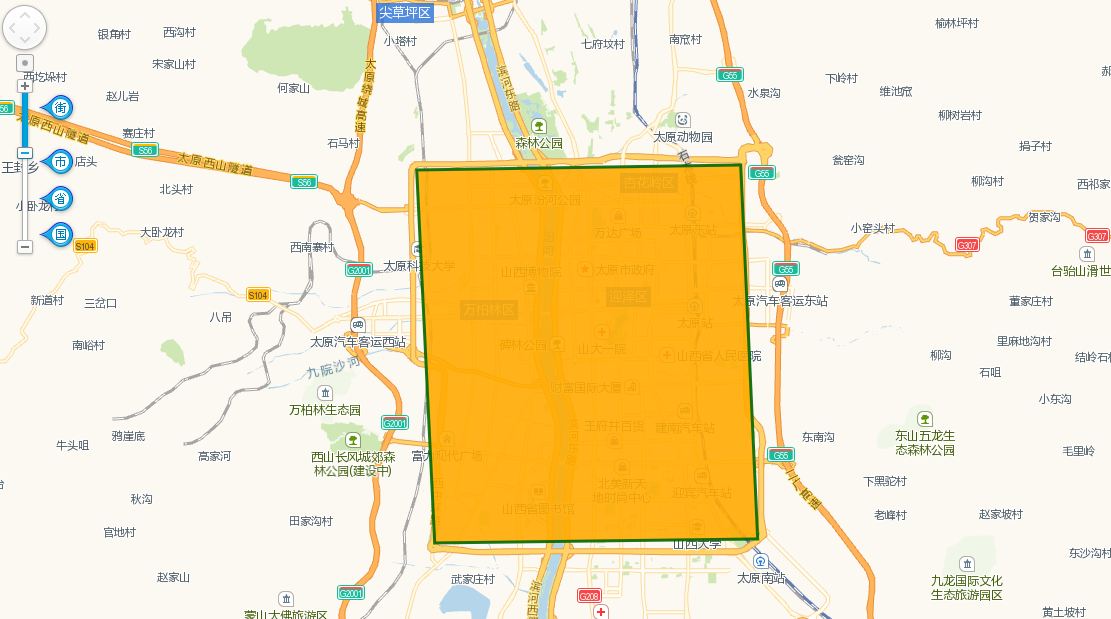 尖草坪区
榆林坪村
银角村
西沟村
小塔村
七府坟村
南窊村
宋家山村
西圪垛村
何家山
滨河东路
太原绕城高速
G55
下岭村
水泉沟
维池窊
赵儿岩
街
56
太原西山隧道
寨庄村
石马村
森林公园
太原动物园
柳树岩村
S56
太原西山隧道
瓮窑沟
捐子村
王封乡
市
店头
北头村
S56
杏花岭区
G55
柳沟村
西祁家
省
太原汾河公园
小卧龙村
万达广场
贺家沟
国
大卧龙村
小窑头村
S104
西南寨村
太原北站
G307
G307
太原科技大学
G2001
山西博物院
太原市政府
G55
台骀山滑世
新道村
三岔口
S104
万柏林区
迎泽区
太原汽车客运东站
董家庄村
八吊
太原站
南峪村
太原汽车客运西站
碑林公园
山大一院
山西省人民医院
里麻地沟村
柳沟
结岭石村
九院沙河
石咀
财富国际大厦
万柏林生态园
小东沟
G2001
王府井百货
建南汽车站
牛头咀
鸦崖底
高家河
西山长风城郊森
林公园(建设中)
富力现代广场
东南沟
东山五龙生
态森林公园
毛里岭
G55
北美新天
地时尚中心
迎宾汽车站
下黑驼村
秋沟
山西省图书馆
老峰村
赵家坡村
官地村
田家沟村
山西大学
东沙沟村
赵家山
武家庄村
太原南站
九龙国际文化
生态旅游园区
G2001
G208
蒙山大佛旅游区
滨河西路
黄土坡村